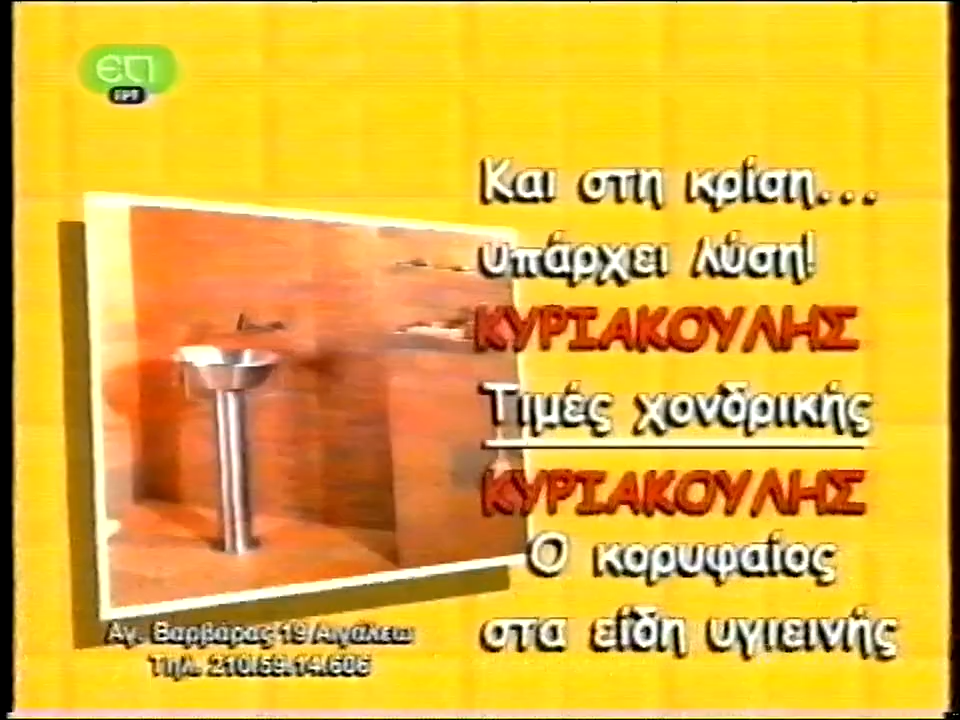 ετ1
ΕΡΤ
Και στη κρίση...
υπάρχει λύση!
ΚΥΡΙΑΚΟΥΛΗΣ
Τιμές χονδρικής
ΚΥΡΙΑΚΟΥΛΗΣ
Ο κορυφαίος
στα είδη υγιεινής
Αγ. Βαρβάρας 19 Αιγάλεω
Τηλ. 210.59.14.606